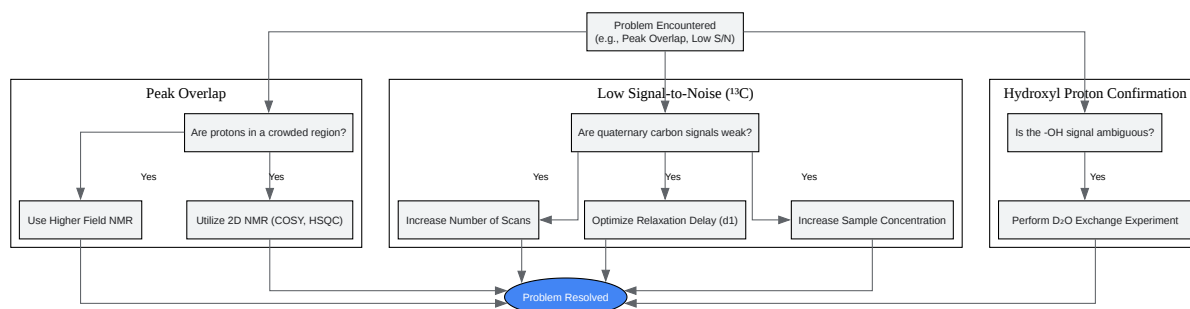 Problem Encountered
(e.g., Peak Overlap, Low S/N)
Peak Overlap
Low Signal-to-Noise (¹³C)
Hydroxyl Proton Confirmation
Are protons in a crowded region?
Are quaternary carbon signals weak?
Is the -OH signal ambiguous?
Yes
Yes
Yes
Yes
Yes
Yes
Use Higher Field NMR
Utilize 2D NMR (COSY, HSQC)
Increase Number of Scans
Optimize Relaxation Delay (d1)
Increase Sample Concentration
Perform D₂O Exchange Experiment
Problem Resolved